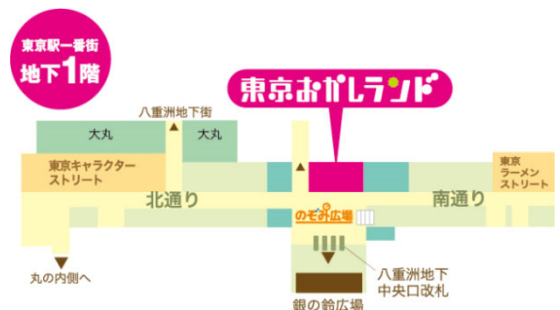 東京駅一番街
地下1階
東京おかしランド
八重洲地下街
大丸
大丸
東京キャラクター
ストリート
東京
ラーメン
ストリート
北通り
南通り
のぞみ広場
丸の内側へ
八重洲地下
中央口改札
銀の鈴広場